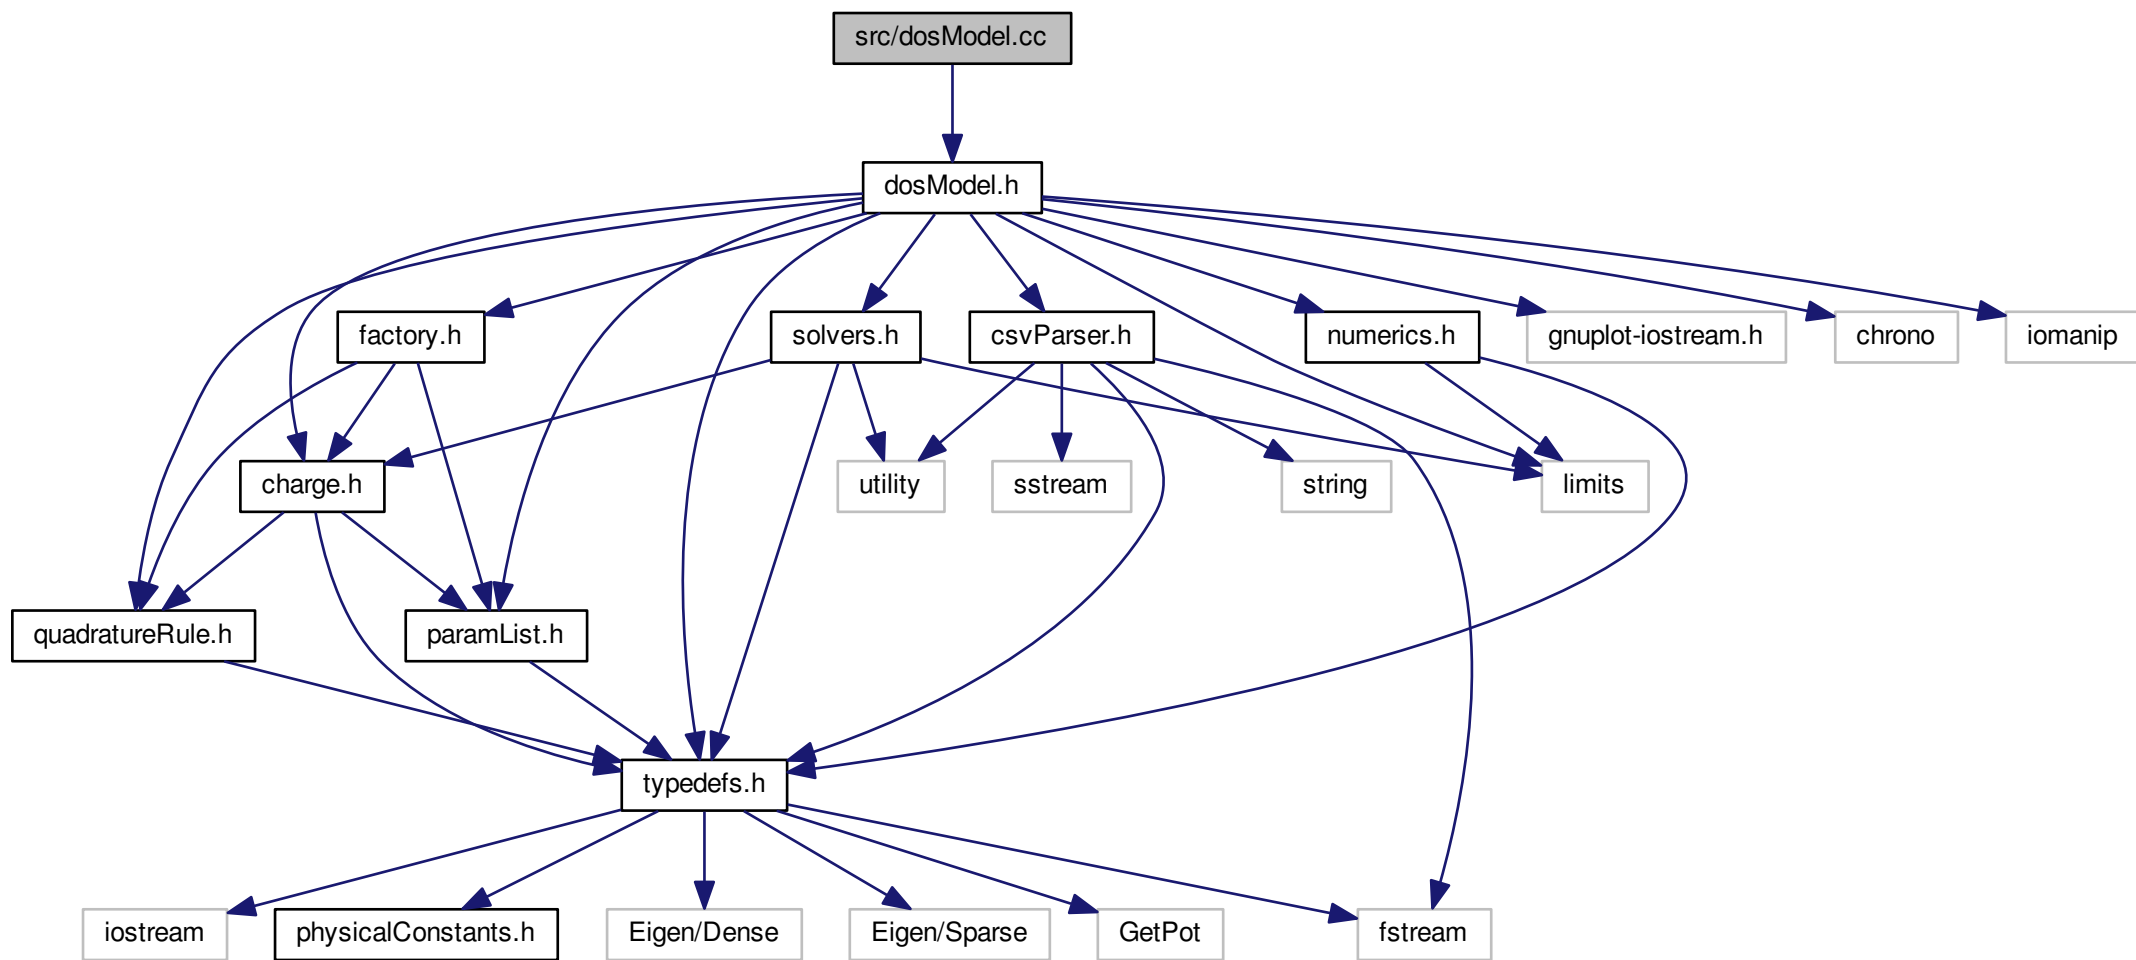 src/dosModel.cc
dosModel.h
factory.h
solvers.h
csvParser.h
numerics.h
gnuplot-iostream.h
chrono
iomanip
charge.h
utility
sstream
string
limits
quadratureRule.h
paramList.h
typedefs.h
iostream
physicalConstants.h
Eigen/Dense
Eigen/Sparse
GetPot
fstream